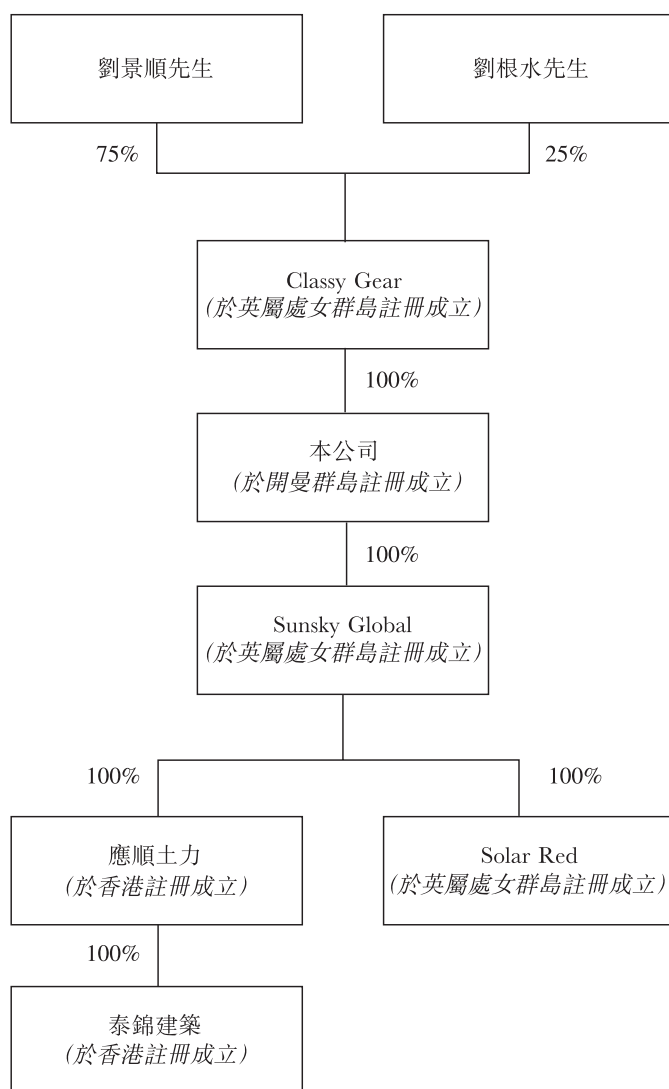 劉景順先生
劉根水先生
75%
25%
Classy Gear
(於英屬處女群島註冊成立)
100%
本公司
(於開曼群島註冊成立)
100%
Sunsky Global
(於英屬處女群島註冊成立)
100%
100%
應順土力
(於香港註冊成立)
Solar Red
(於英屬處女群島註冊成立)
100%
泰錦建築
(於香港註冊成立)